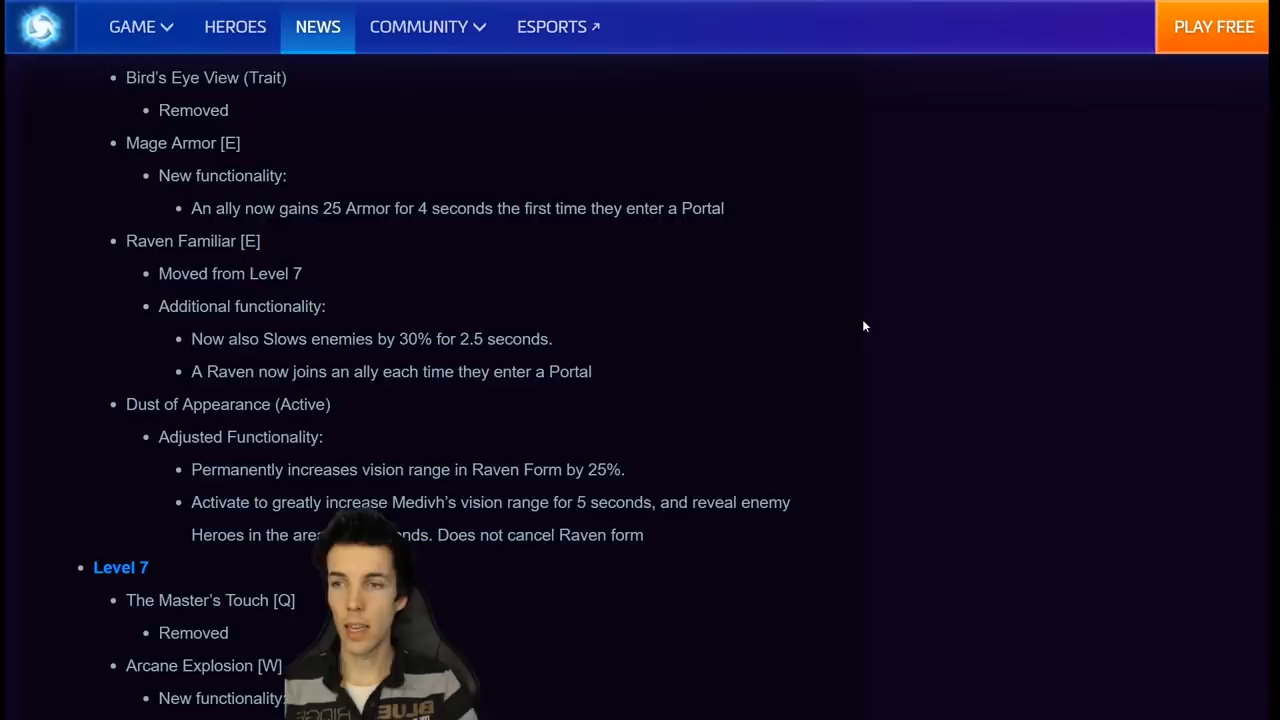 GAME HEROES NEWS COMMUNITY ESPORTS PLAY FREE
Bird's Eye View (Trait)
Removed
Mage Armor [E]
New functionality:
An ally now gains 25 Armor for 4 seconds the first time they enter a Portal
Raven Familiar [E]
Moved from Level 7
Additional functionality:
Now also Slows enemies by 30% for 2.5 seconds.
A Raven now joins an ally each time they enter a Portal
Dust of Appearance (Active)
Adjusted Functionality:
Permanently increases vision range in Raven Form by 25%.
Activate to greatly increase Medivh's vision range for 5 seconds, and reveal enemy
Heroes in the Does not cancel Raven form
Level 7
The Master's Touch [Q]
Removed
Arcane Explosion [W]
New functionality:
BLUE